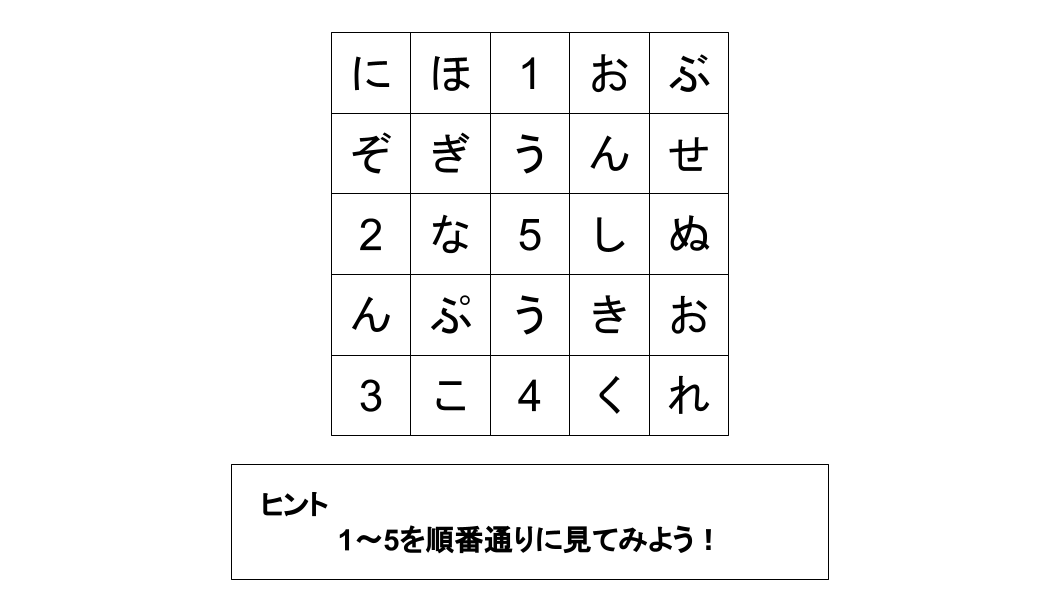 に ほ 1 お ぶ
ぞ ぎ う ん せ
2 な 5 し ぬ
ん ぷ う き お
3 こ 4 く れ
ヒント
1～5を順番通りに見てみよう！